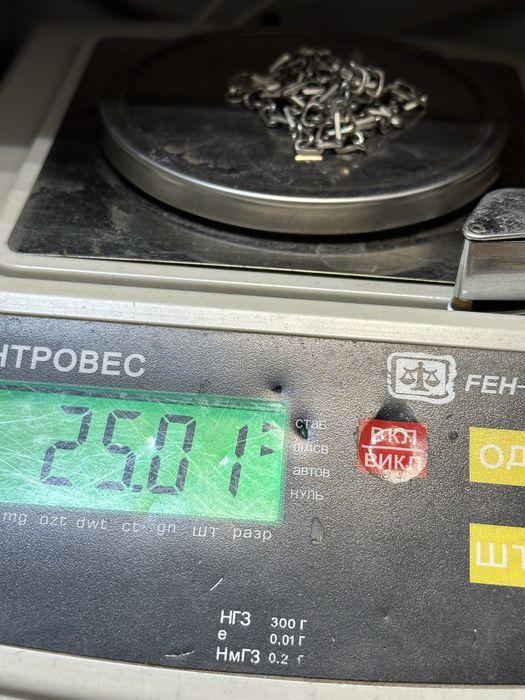 НТРОВЕС
FEH-
25.01
стаб
підсв
автов
нуль
ВКЛ
ВИКЛ
ОД
ШТ
mg ozt dwt ct gn шт разр
НГЗ 300 Г
e 0,01 Г
НмГЗ 0.2 г